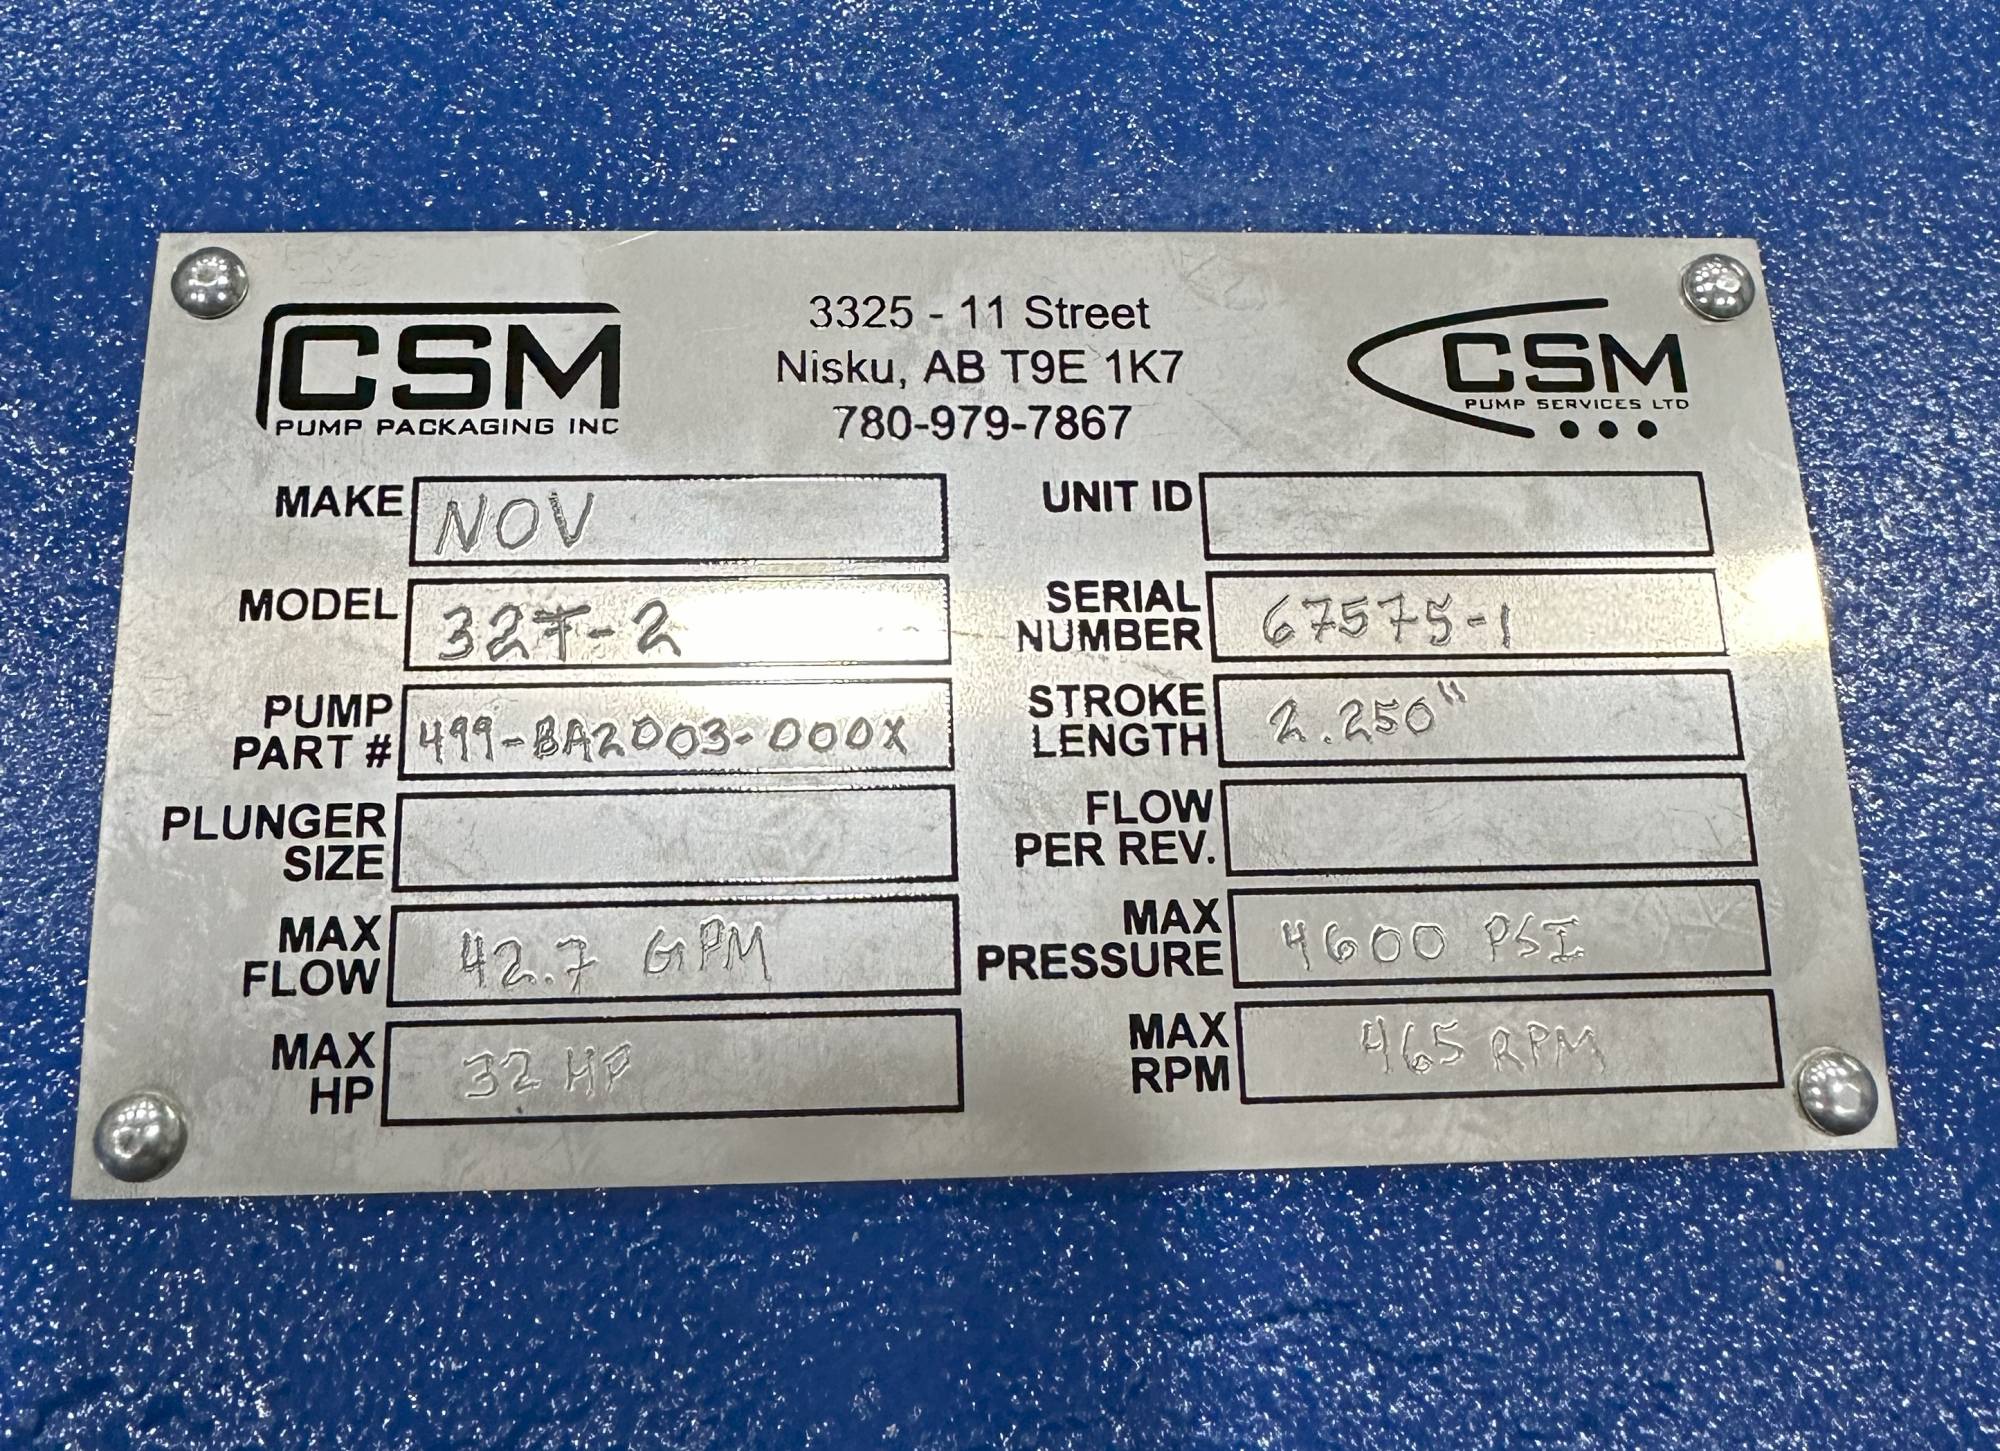 CSM
PUMP PACKAGING INC
3325 - 11 Street
Nisku, AB T9E 1K7
780-979-7867
CSM
PUMP SERVICES LTD
MAKE NOV
UNIT ID
MODEL 32T-2
SERIAL NUMBER 67575-1
PUMP PART # 499-BA2D03-000X
STROKE LENGTH 2.250"
PLUNGER SIZE
FLOW PER REV.
MAX FLOW 42.7 GPM
MAX PRESSURE 4600 PSI
MAX HP 32 HP
MAX RPM 465 RPM